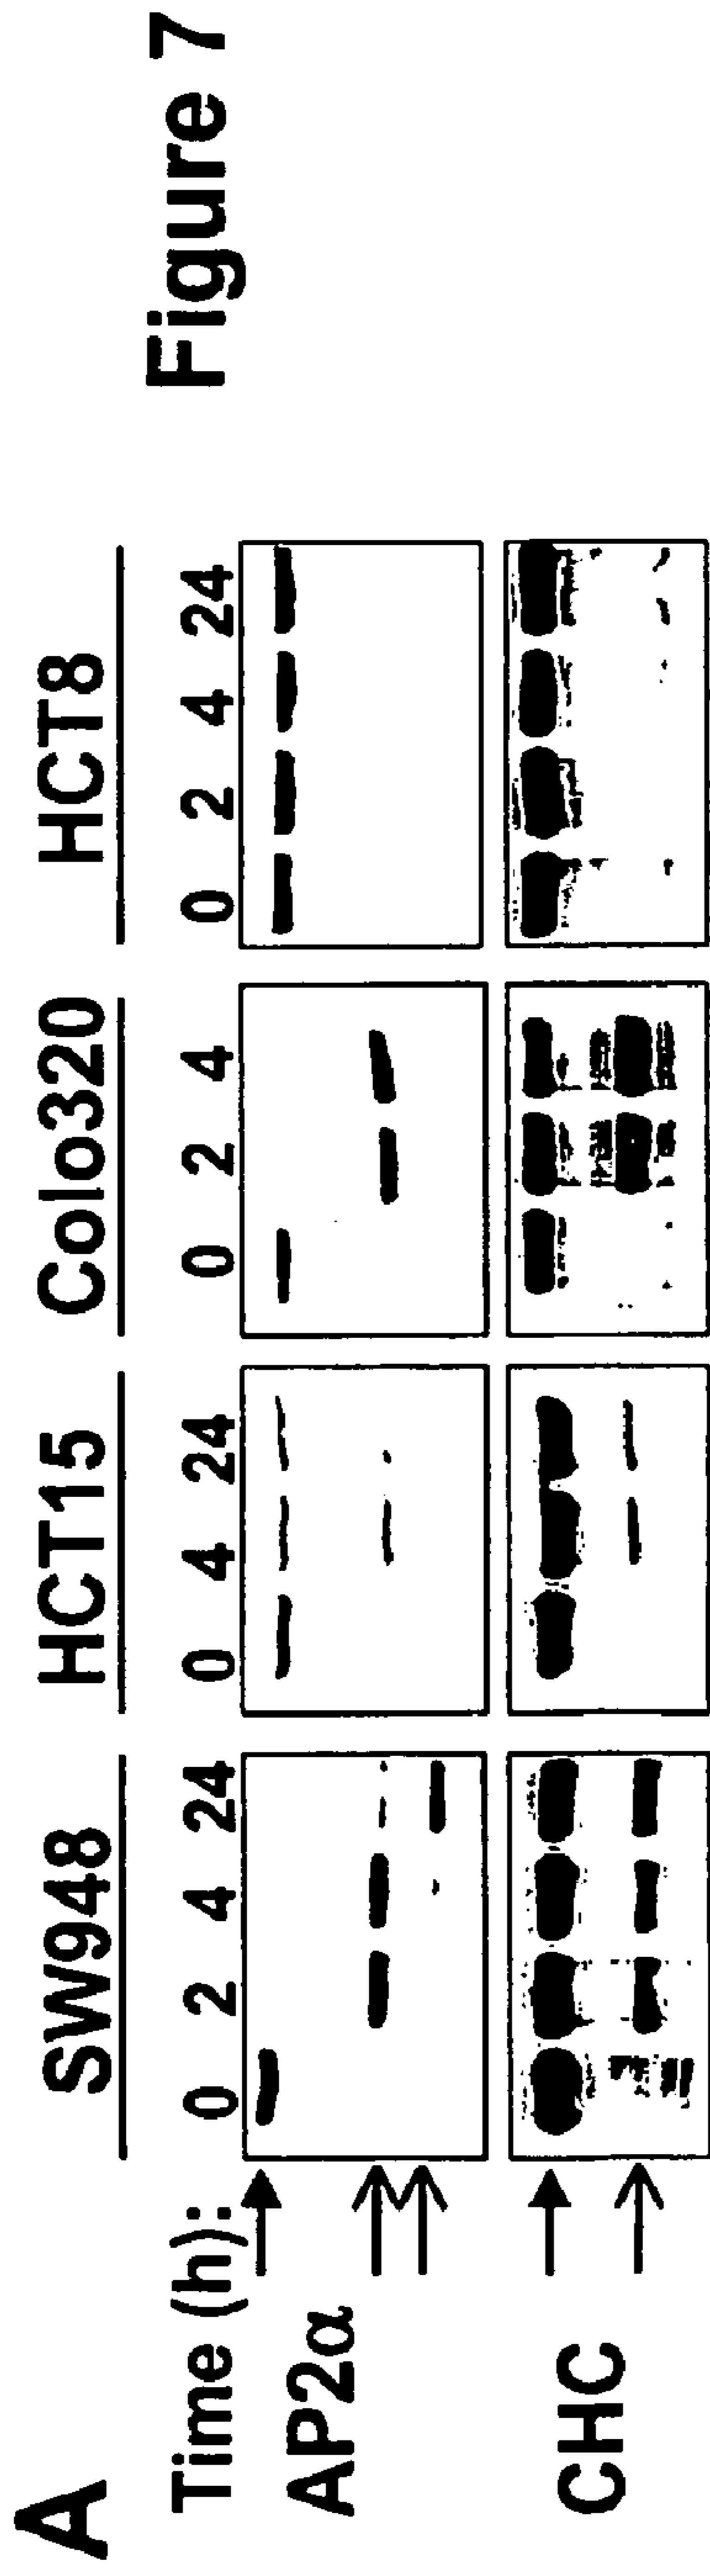 Figure 7
A
SW948 HCT15 Colo320 HCT8
Time (h): 0 2 4 24 0 4 24 0 2 4 0 2 4 24
AP2α
CHC